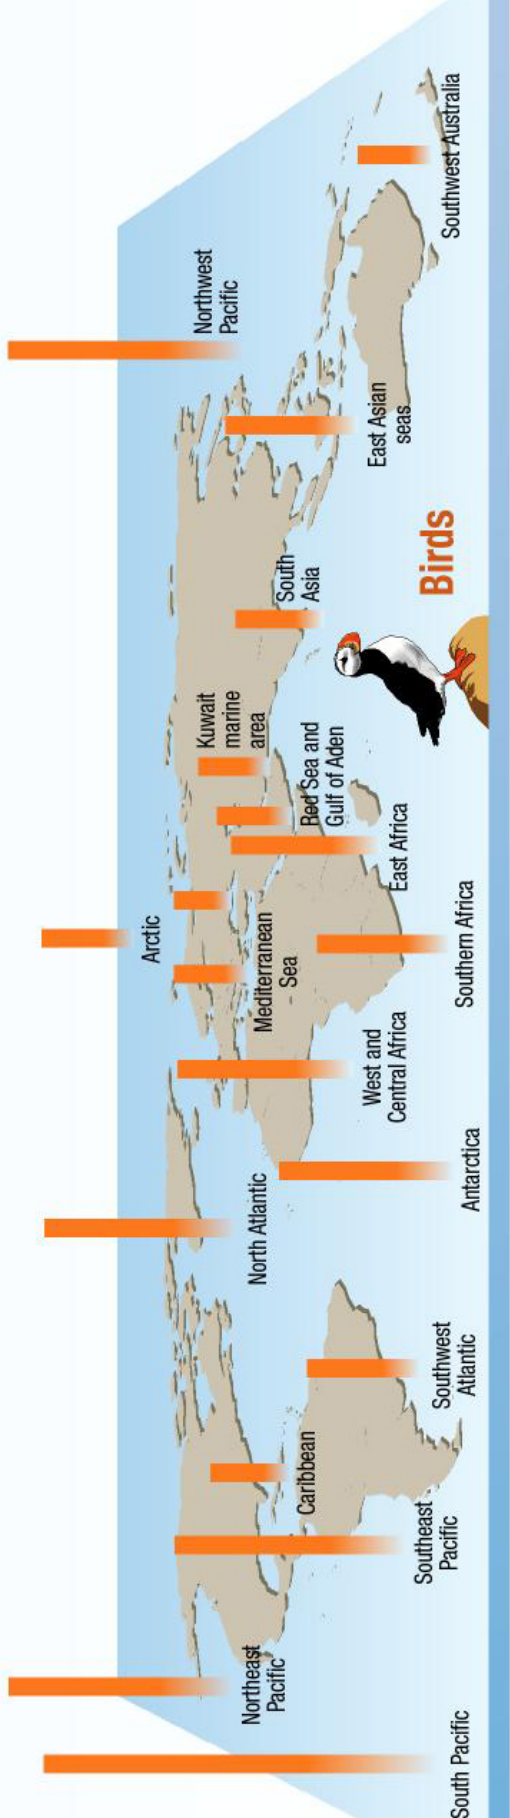 South Pacific
Northeast
Pacific
Southeast
Pacific
Caribbean
Southwest
Atlantic
North Atlantic
Antarctica
West and
Central Africa
Mediterranean
Sea
Arctic
Southern Africa
East Africa
Red Sea and
Gulf of Aden
Kuwait
marine
area
South
Asia
Birds
East Asian
seas
Northwest
Pacific
Southwest Australia